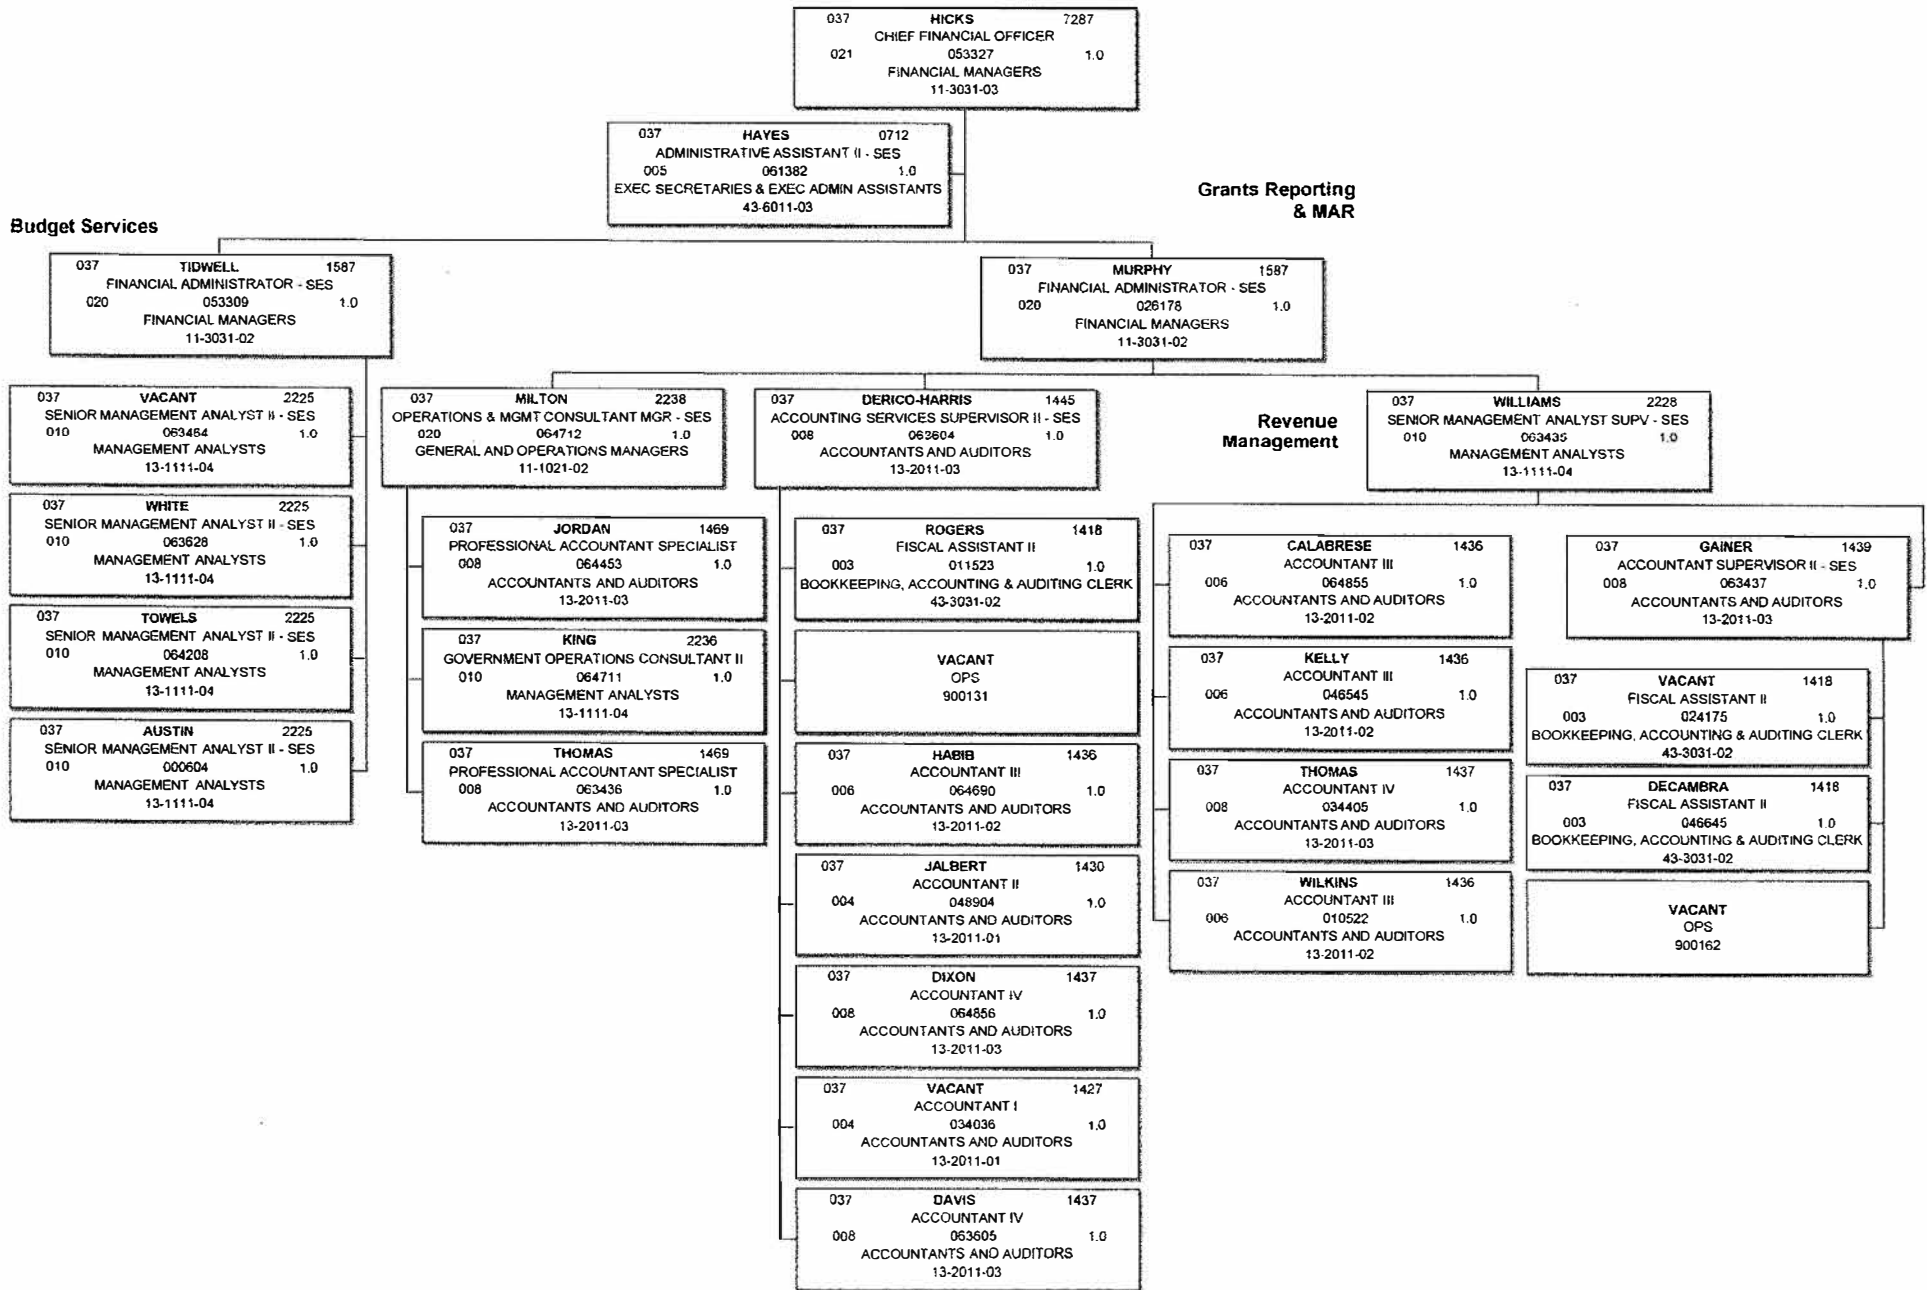 037 HICKS 7287
CHIEF FINANCIAL OFFICER
021 053327 1.0
FINANCIAL MANAGERS
11-3031-03
037 HAYES 0712
ADMINISTRATIVE ASSISTANT II - SES
005 061382 1.0
EXEC SECRETARIES & EXEC ADMIN ASSISTANTS
43-6011-03
Grants Reporting
& MAR
Budget Services
037 TIDWELL 1587
FINANCIAL ADMINISTRATOR - SES
020 053309 1.0
FINANCIAL MANAGERS
11-3031-02
037 MURPHY 1587
FINANCIAL ADMINISTRATOR - SES
020 026178 1.0
FINANCIAL MANAGERS
11-3031-02
037 VACANT 2225
SENIOR MANAGEMENT ANALYST II - SES
010 063464 1.0
MANAGEMENT ANALYSTS
13-1111-04
037 WHITE 2225
SENIOR MANAGEMENT ANALYST II - SES
010 063628 1.0
MANAGEMENT ANALYSTS
13-1111-04
037 TOWELS 2225
SENIOR MANAGEMENT ANALYST II - SES
010 064208 1.0
MANAGEMENT ANALYSTS
13-1111-04
037 AUSTIN 2225
SENIOR MANAGEMENT ANALYST II - SES
010 000604 1.0
MANAGEMENT ANALYSTS
13-1111-04
037 MILTON 2238
OPERATIONS & MGMT CONSULTANT MGR - SES
020 064712 1.0
GENERAL AND OPERATIONS MANAGERS
11-1021-02
037 JORDAN 1469
PROFESSIONAL ACCOUNTANT SPECIALIST
008 064453 1.0
ACCOUNTANTS AND AUDITORS
13-2011-03
037 KING 2236
GOVERNMENT OPERATIONS CONSULTANT II
010 064711 1.0
MANAGEMENT ANALYSTS
13-1111-04
037 THOMAS 1469
PROFESSIONAL ACCOUNTANT SPECIALIST
008 063436 1.0
ACCOUNTANTS AND AUDITORS
13-2011-03
037 DERICO-HARRIS 1445
ACCOUNTING SERVICES SUPERVISOR II - SES
008 063604 1.0
ACCOUNTANTS AND AUDITORS
13-2011-03
037 ROGERS 1418
FISCAL ASSISTANT II
003 011523 1.0
BOOKKEEPING, ACCOUNTING & AUDITING CLERK
43-3031-02
VACANT
OPS
900131
037 HABIB 1436
ACCOUNTANT III
006 064690 1.0
ACCOUNTANTS AND AUDITORS
13-2011-02
037 JALBERT 1430
ACCOUNTANT II
004 048904 1.0
ACCOUNTANTS AND AUDITORS
13-2011-01
037 DIXON 1437
ACCOUNTANT IV
008 064856 1.0
ACCOUNTANTS AND AUDITORS
13-2011-03
037 VACANT 1427
ACCOUNTANT I
004 034036 1.0
ACCOUNTANTS AND AUDITORS
13-2011-01
037 DAVIS 1437
ACCOUNTANT IV
008 063605 1.0
ACCOUNTANTS AND AUDITORS
13-2011-03
Revenue
Management
037 WILLIAMS 2228
SENIOR MANAGEMENT ANALYST SUPV - SES
010 063435 1.0
MANAGEMENT ANALYSTS
13-1111-04
037 CALABRESE 1436
ACCOUNTANT III
006 064855 1.0
ACCOUNTANTS AND AUDITORS
13-2011-02
037 KELLY 1436
ACCOUNTANT III
006 046545 1.0
ACCOUNTANTS AND AUDITORS
13-2011-02
037 THOMAS 1437
ACCOUNTANT IV
008 034405 1.0
ACCOUNTANTS AND AUDITORS
13-2011-03
037 WILKINS 1436
ACCOUNTANT III
006 010522 1.0
ACCOUNTANTS AND AUDITORS
13-2011-02
037 GAINER 1439
ACCOUNTANT SUPERVISOR II - SES
008 063437 1.0
ACCOUNTANTS AND AUDITORS
13-2011-03
037 VACANT 1418
FISCAL ASSISTANT II
003 024175 1.0
BOOKKEEPING, ACCOUNTING & AUDITING CLERK
43-3031-02
037 DECAMBRA 1418
FISCAL ASSISTANT II
003 046645 1.0
BOOKKEEPING, ACCOUNTING & AUDITING CLERK
43-3031-02
VACANT
OPS
900162